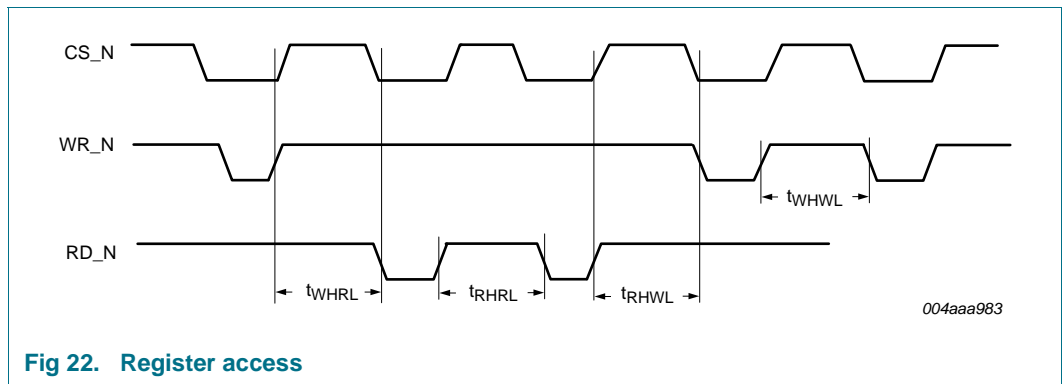 CS_N
WR_N
tWHWL
RD_N
tWHRL tRHRL tRHWL
004aaa983
Fig 22. Register access